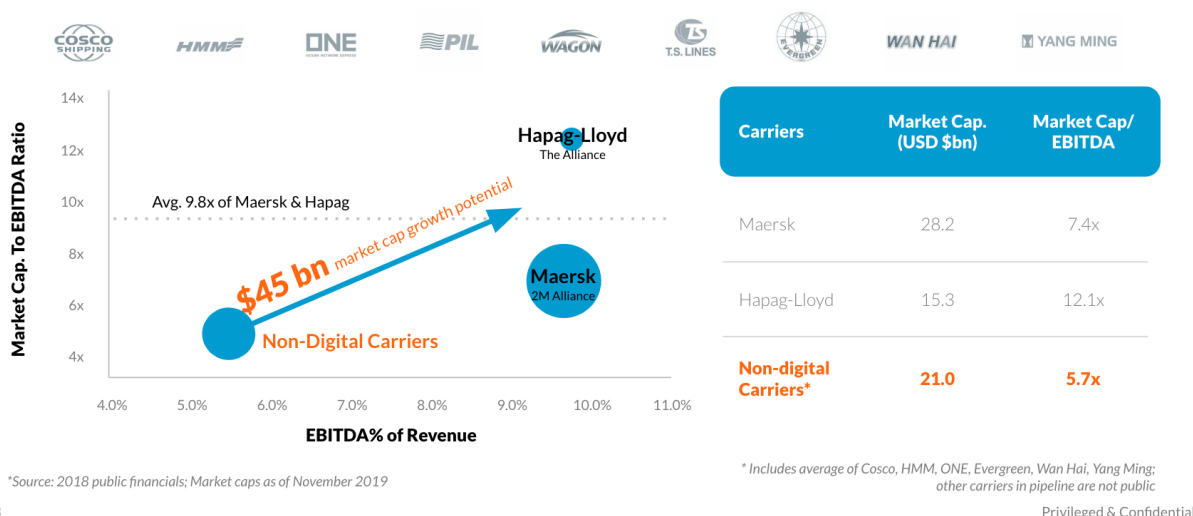 COSCO
SHIPPING
HMM
ONE
OCEAN NETWORK EXPRESS
PIL
WAGON
TS
T.S. LINES
EVERGREEN
WAN HAI
YANG MING
Market Cap. To EBITDA Ratio
14x
12x
10x
8x
6x
4x
Hapag-Lloyd
The Alliance
Avg. 9.8x of Maersk & Hapag
$45 bn market cap growth potential
Maersk
2M Alliance
Non-Digital Carriers
4.0% 5.0% 6.0% 7.0% 8.0% 9.0% 10.0% 11.0%
EBITDA% of Revenue
Carriers Market Cap. Market Cap/
(USD $bn) EBITDA
Maersk 28.2 7.4x
Hapag-Lloyd 15.3 12.1x
Non-digital
Carriers* 21.0 5.7x
*Source: 2018 public financials; Market caps as of November 2019
* Includes average of Cosco, HMM, ONE, Evergreen, Wan Hai, Yang Ming;
other carriers in pipeline are not public
Privileged & Confidential